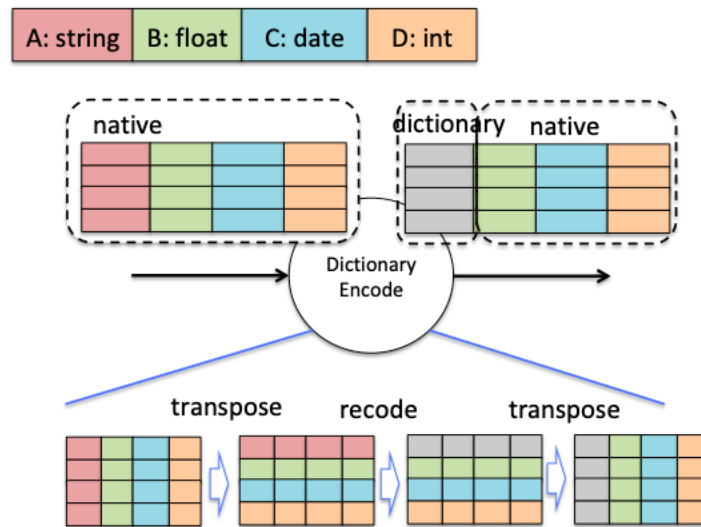 A: string B: float C: date D: int
native dictionary native
Dictionary
Encode
transpose recode transpose